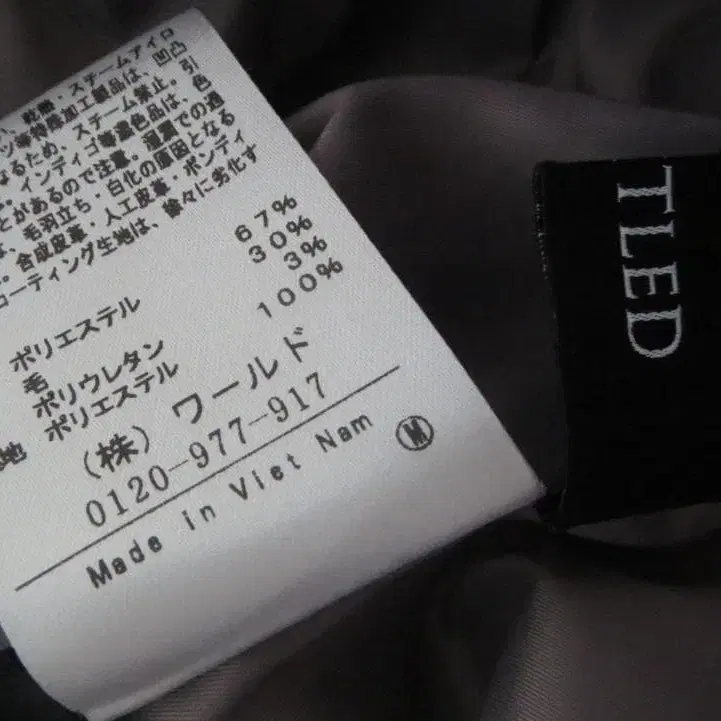 乾燥・スチームアイロ
ツ等特殊加工製品は、凹凸
なるため、スチーム禁止。引
・インディゴ等濃色品は、色
とがあるので注意。湿潤での過
は、毛羽立ち・白化の原因となる
。合成皮革・人工皮革・ボンディ
コーティング生地は、徐々に劣化す
ポリエステル 67%
毛 30%
ポリウレタン 3%
地 ポリエステル 100%
(株) ワールド
0120-977-917
Made in Viet Nam Ⓜ
TLED